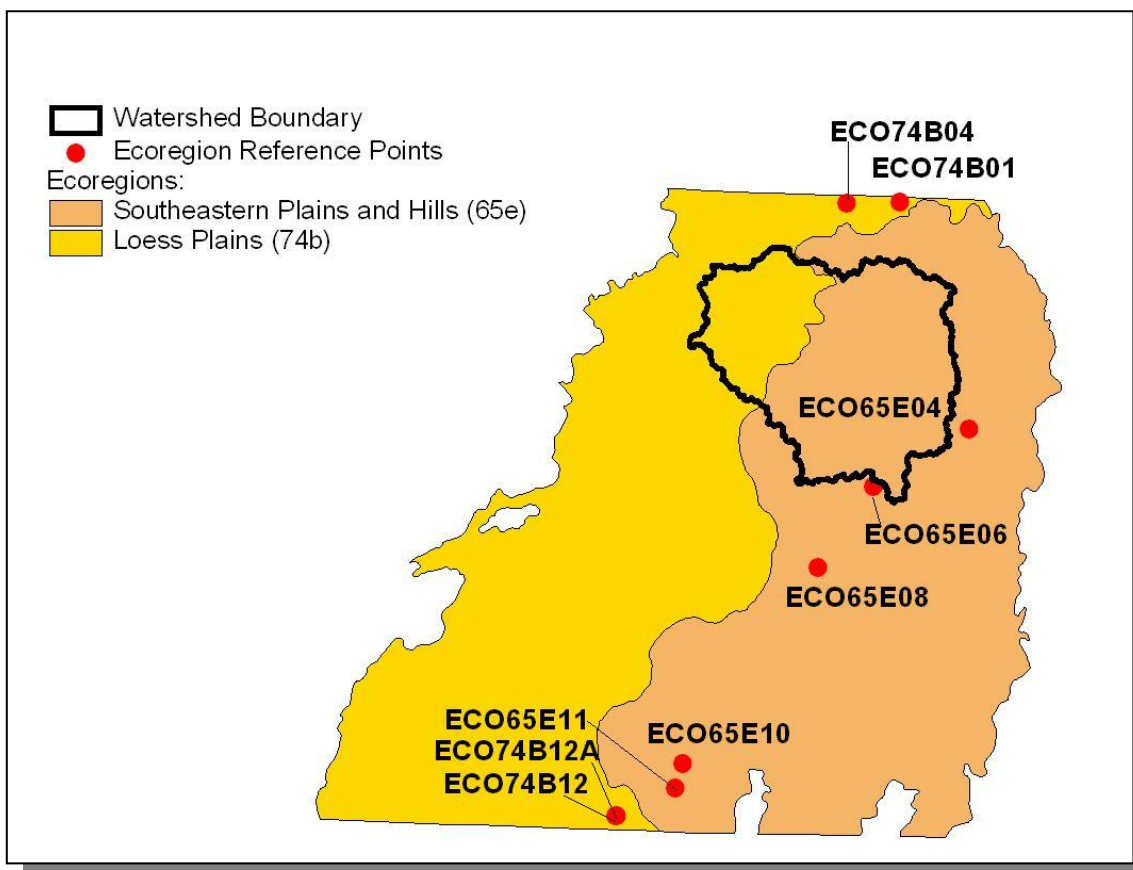 Watershed Boundary
Ecoregion Reference Points
Ecoregions:
Southeastern Plains and Hills (65e)
Loess Plains (74b)
ECO74B04
ECO74B01
ECO65E04
ECO65E06
ECO65E08
ECO65E11
ECO65E10
ECO74B12A
ECO74B12